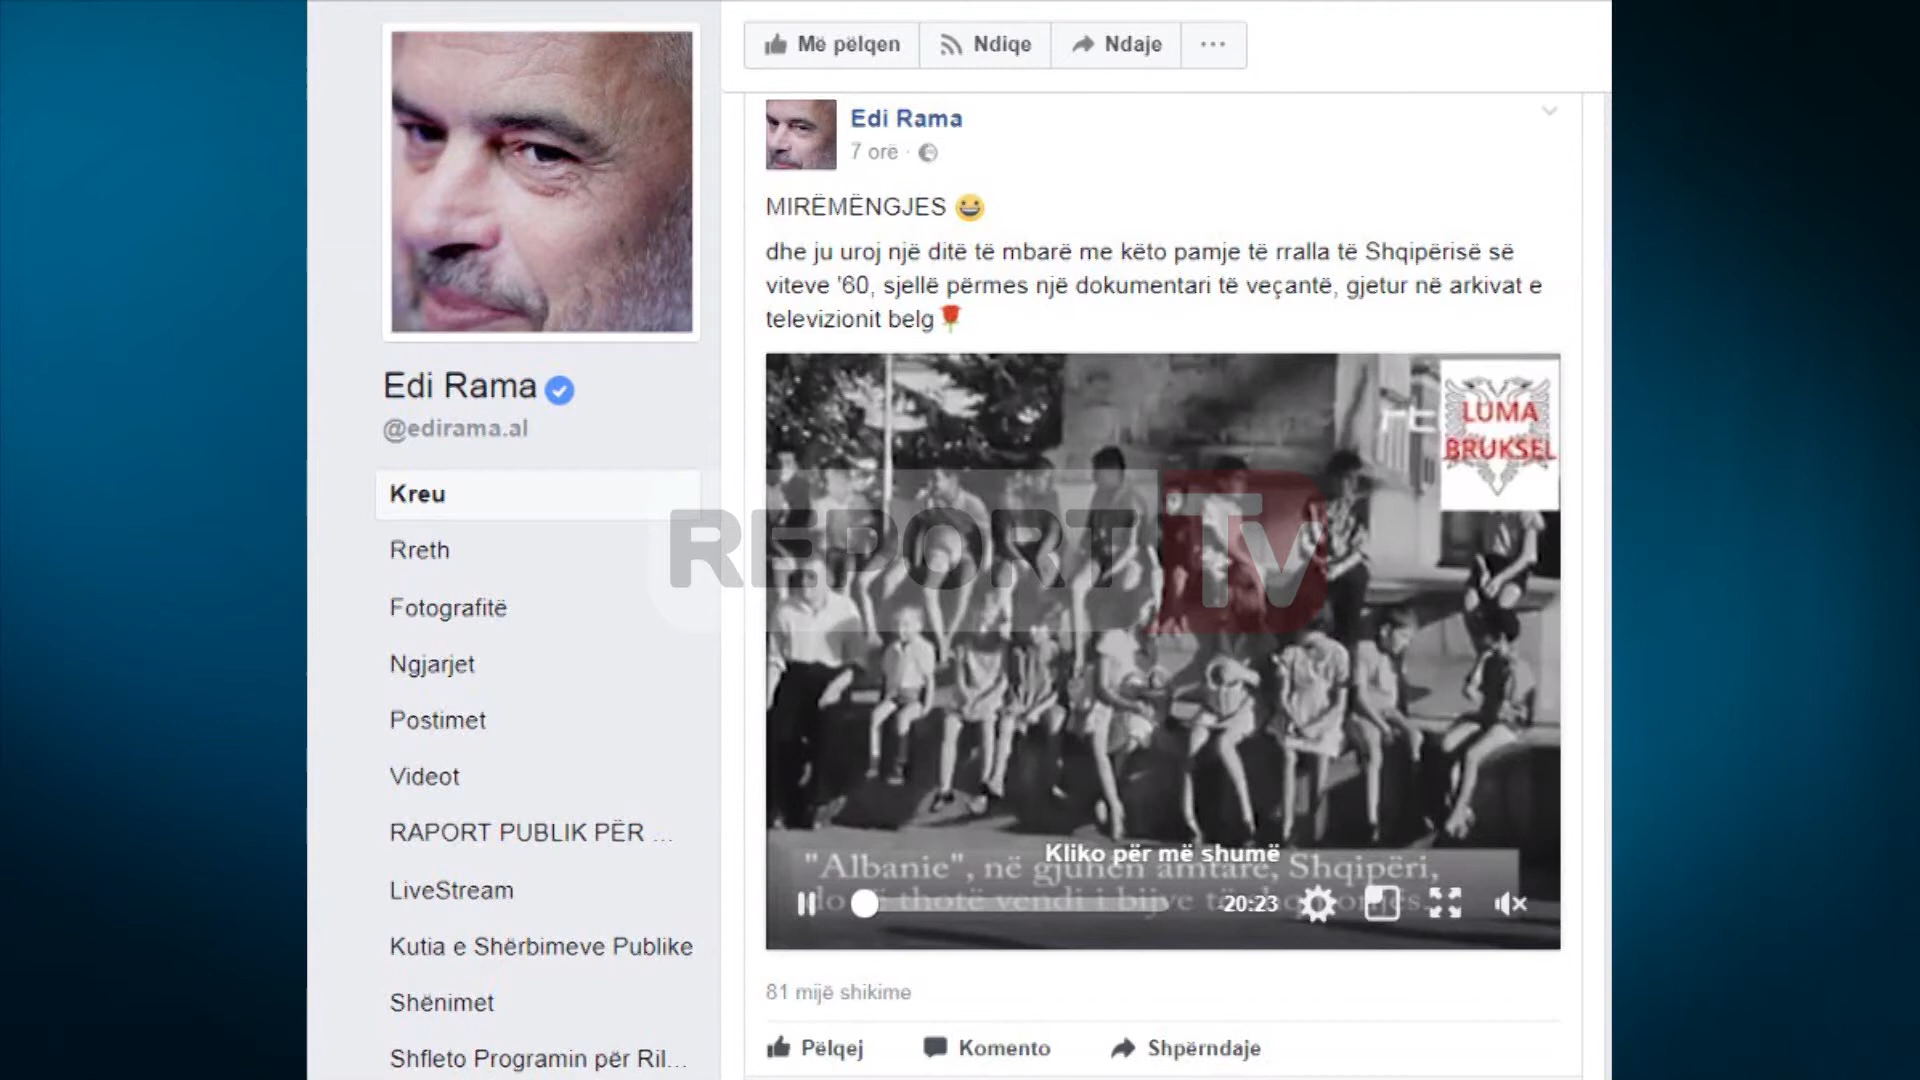 Edi Rama
@edirama.al
Kreu
Rreth
Fotografitë
Ngjarjet
Postimet
Videot
RAPORT PUBLIK PËR ...
LiveStream
Kutia e Shërbimeve Publike
Shënimet
Shfleto Programin për Ril...
Më pëlqen
Ndiqe
Ndaje
Edi Rama
7 orë
MIRËMËNGJES
dhe ju uroj një ditë të mbarë me këto pamje të rralla të Shqipërisë së
viteve '60, sjellë përmes një dokumentari të veçantë, gjetur në arkivat e
televizionit belg
LUMA
BRUKSEL
REPORT Tv
Kliko për më shumë
"Albanie", në gjuhën amtare, Shqipëri,
thotë vendi i bijve
20:23
81 mijë shikime
Pëlqej
Komento
Shpërndaje